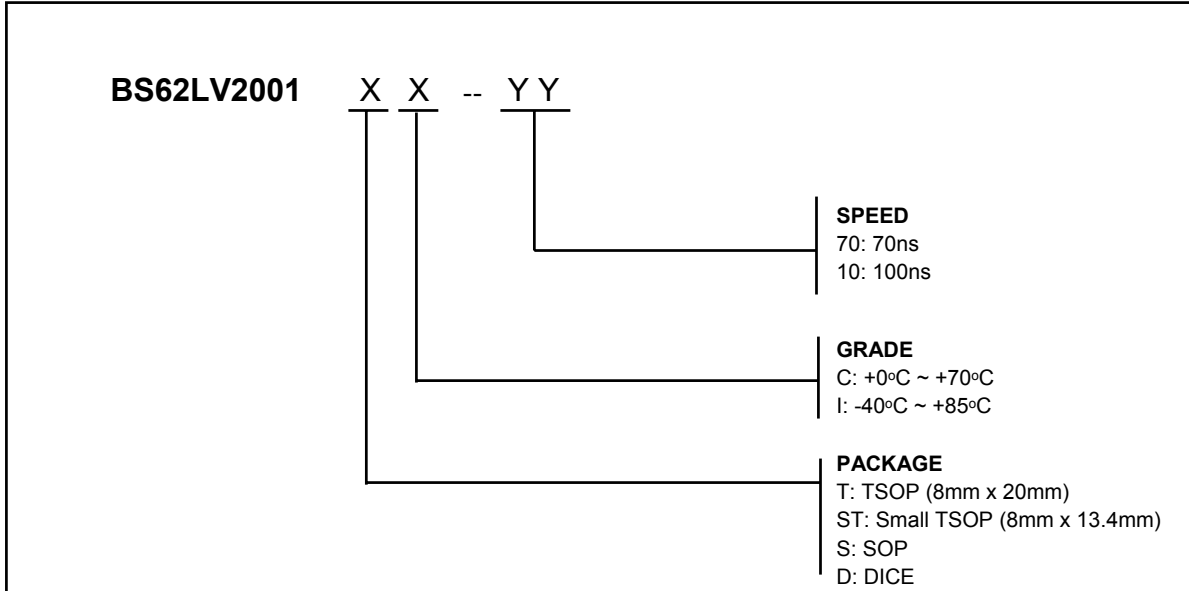 BS62LV2001 X X -- Y Y
SPEED
70: 70ns
10: 100ns
GRADE
C: +0oC ~ +70oC
I: -40oC ~ +85oC
PACKAGE
T: TSOP (8mm x 20mm)
ST: Small TSOP (8mm x 13.4mm)
S: SOP
D: DICE